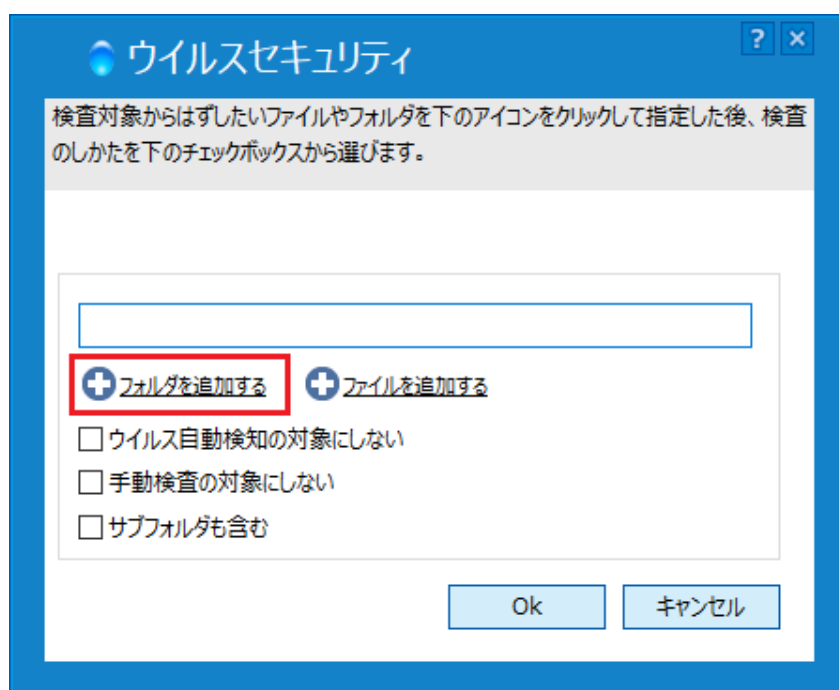 ウイルスセキュリティ
? ×
検査対象からはずしたいファイルやフォルダを下のアイコンをクリックして指定した後、検査
のしかたを下のチェックボックスから選びます。
フォルダを追加する ファイルを追加する
ウイルス自動検知の対象にしない
手動検査の対象にしない
サブフォルダも含む
Ok キャンセル